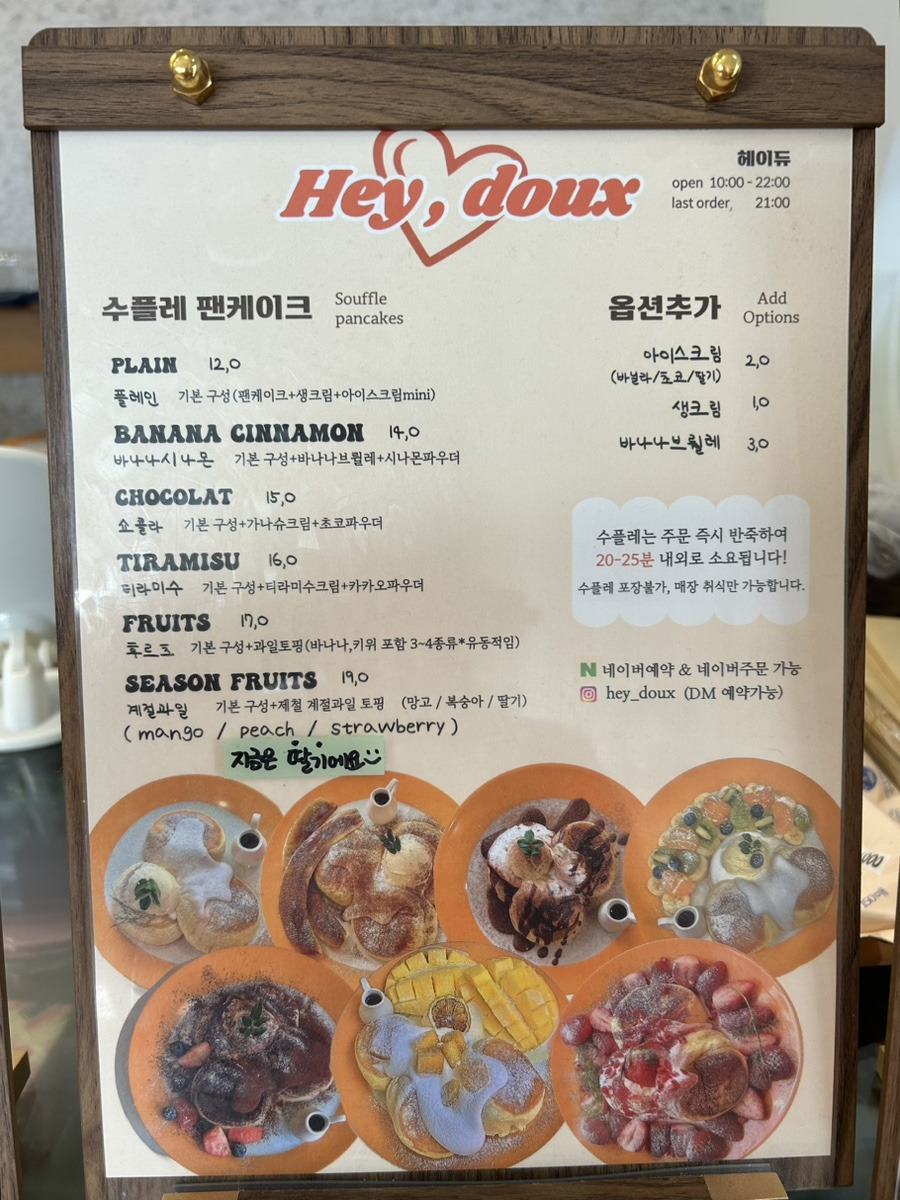 Hey, doux
헤이듀
open 10:00 - 22:00
last order, 21:00
수플레 팬케이크 Souffle pancakes
PLAIN 12,0
플레인 기본 구성(팬케이크+생크림+아이스크림mini)
BANANA CINNAMON 14,0
바나나시나몬 기본 구성+바나나브륄레+시나몬파우더
CHOCOLAT 15,0
쇼콜라 기본 구성+가나슈크림+초코파우더
TIRAMISU 16,0
티라미수 기본 구성+티라미수크림+카카오파우더
FRUITS 17,0
후르츠 기본 구성+과일토핑(바나나,키위 포함 3~4종류*유동적임)
SEASON FRUITS 19,0
계절과일 기본 구성+제철 계절과일 토핑 (망고 / 복숭아 / 딸기)
(mango / peach / strawberry)
지금은 딸기에요
옵션추가 Add Options
아이스크림 2,0
(바닐라/초코/딸기)
생크림 1,0
바나나브륄레 3,0
수플레는 주문 즉시 반죽하여
20-25분 내외로 소요됩니다!
수플레 포장불가, 매장 취식만 가능합니다.
N 네이버예약 & 네이버주문 가능
hey_doux (DM 예약가능)